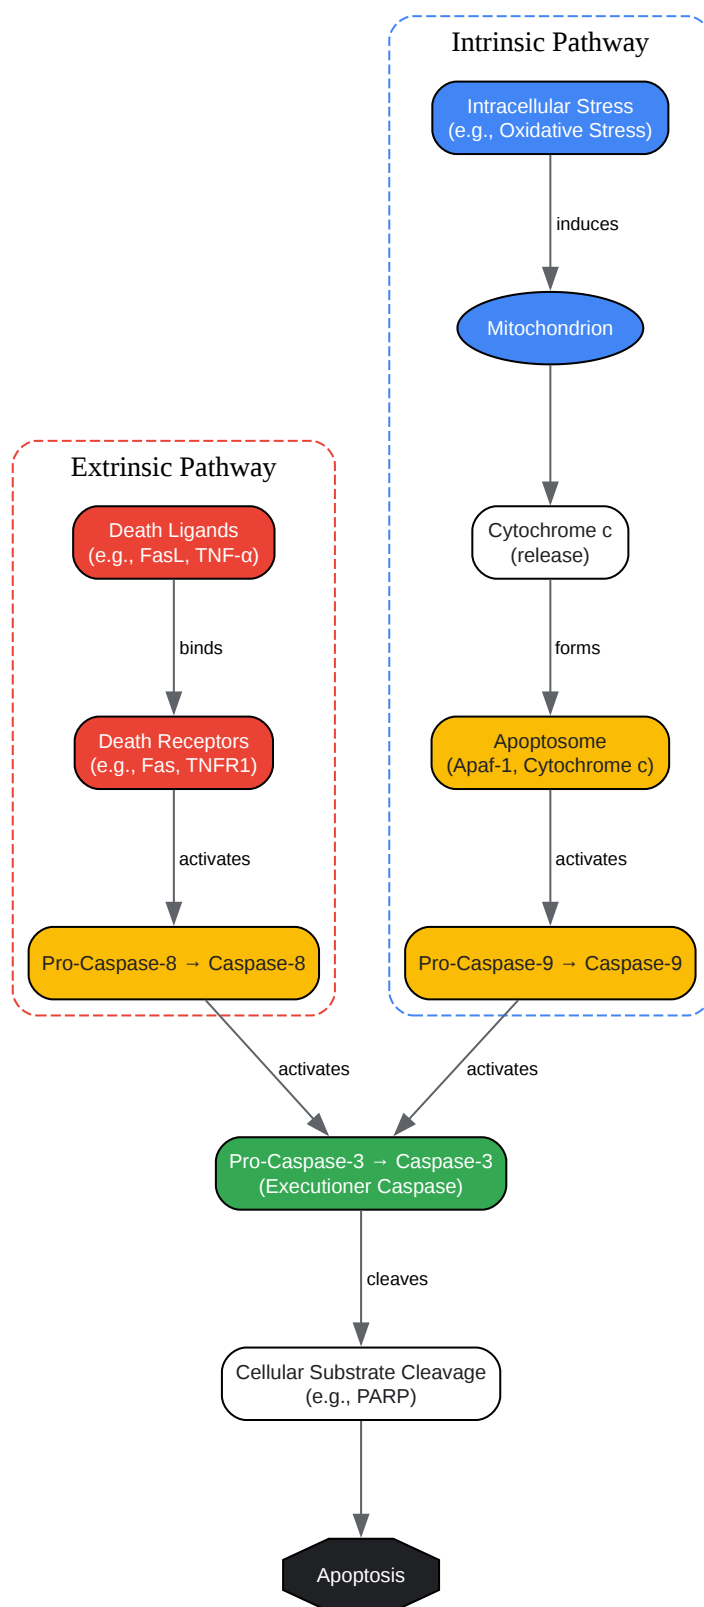 Intrinsic Pathway
Intracellular Stress
(e.g., Oxidative Stress)
induces
Mitochondrion
Extrinsic Pathway
Death Ligands
(e.g., FasL, TNF-α)
Cytochrome c
(release)
binds
forms
Death Receptors
(e.g., Fas, TNFR1)
Apoptosome
(Apaf-1, Cytochrome c)
activates
activates
Pro-Caspase-8 → Caspase-8
Pro-Caspase-9 → Caspase-9
activates
activates
Pro-Caspase-3 → Caspase-3
(Executioner Caspase)
cleaves
Cellular Substrate Cleavage
(e.g., PARP)
Apoptosis